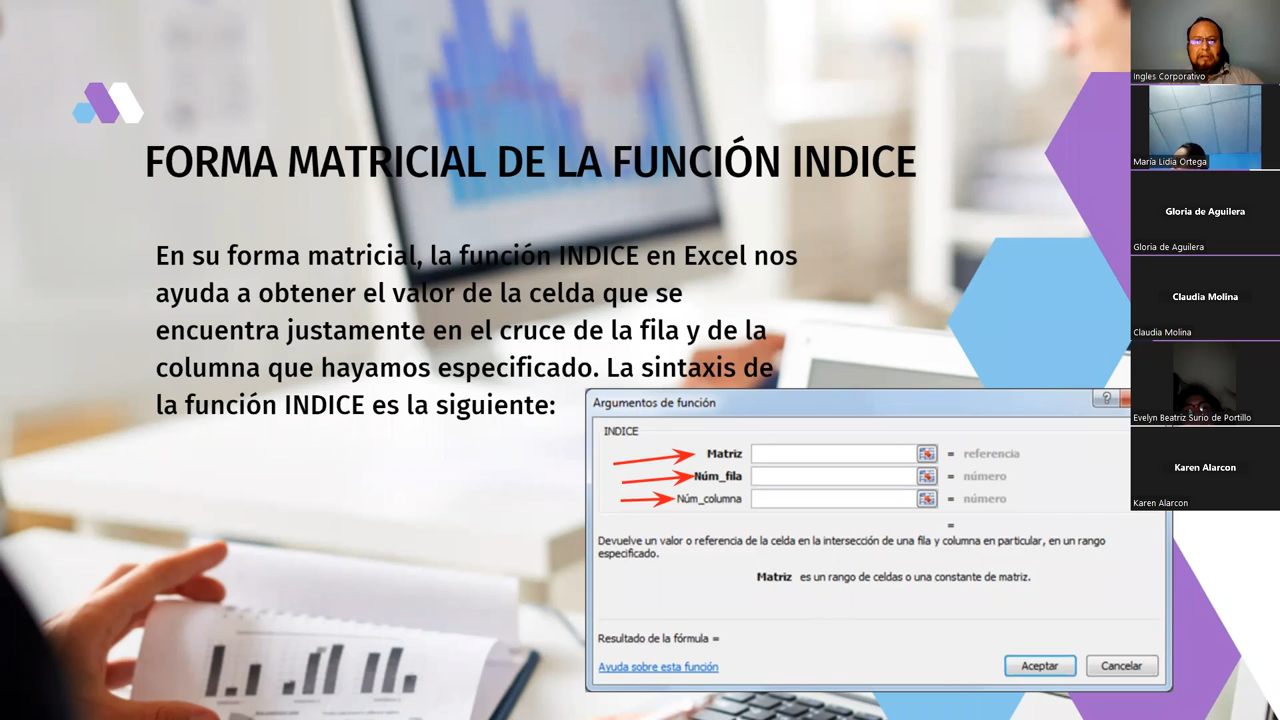 FORMA MATRICIAL DE LA FUNCIÓN INDICE
En su forma matricial, la función INDICE en Excel nos
ayuda a obtener el valor de la celda que se
encuentra justamente en el cruce de la fila y de la
columna que hayamos especificado. La sintaxis de
la función INDICE es la siguiente:
Argumentos de función
?
INDICE
Matriz = referencia
Núm_fila = número
Núm_columna = número
=
Devuelve un valor o referencia de la celda en la intersección de una fila y columna en particular, en un rango
especificado.
Matriz es un rango de celdas o una constante de matriz.
Resultado de la fórmula =
Ayuda sobre esta función
Aceptar
Cancelar
Ingles Corporativo
María Lidia Ortega
Gloria de Aguilera
Gloria de Aguilera
Claudia Molina
Claudia Molina
Evelyn Beatriz Surio de Portillo
Karen Alarcon
Karen Alarcon